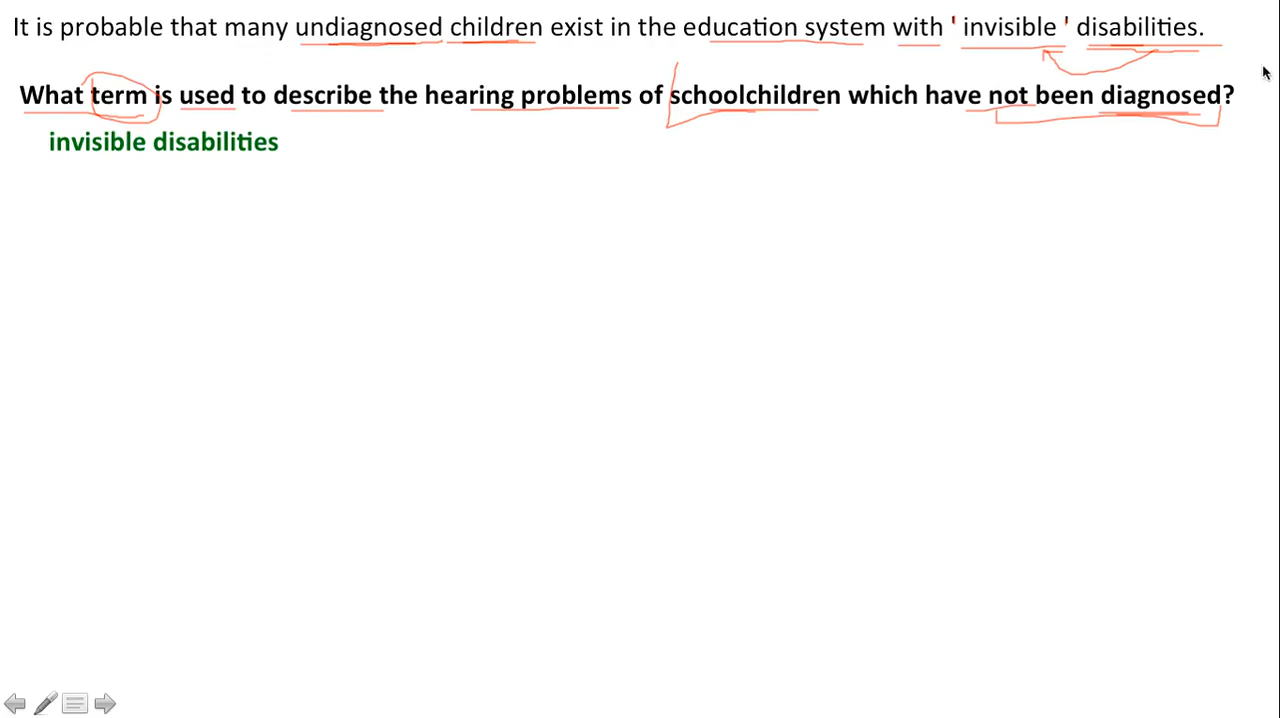 It is probable that many undiagnosed children exist in the education system with ' invisible ' disabilities.
What term is used to describe the hearing problems of schoolchildren which have not been diagnosed?
invisible disabilities